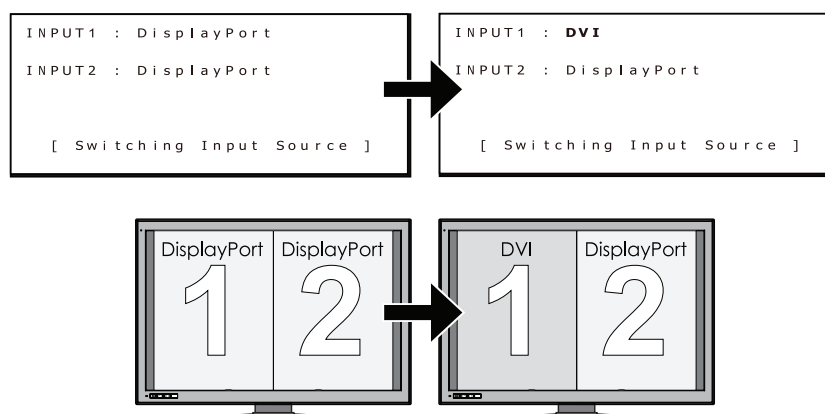 INPUT1 : DisplayPort
INPUT2 : DisplayPort
[ Switching Input Source ]
INPUT1 : DVI
INPUT2 : DisplayPort
[ Switching Input Source ]
DisplayPort DisplayPort
1 2
DVI DisplayPort
1 2